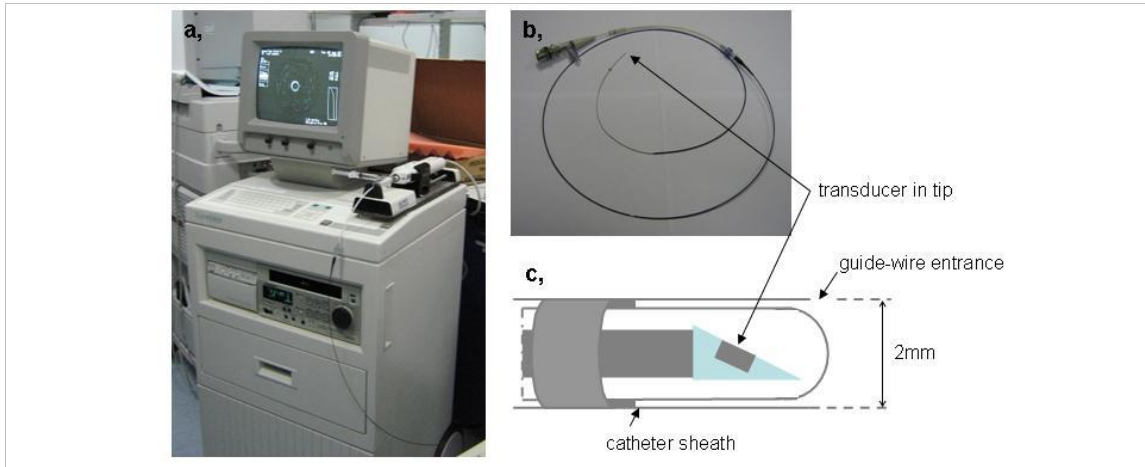 a,
b,
transducer in tip
c,
guide-wire entrance
2mm
catheter sheath